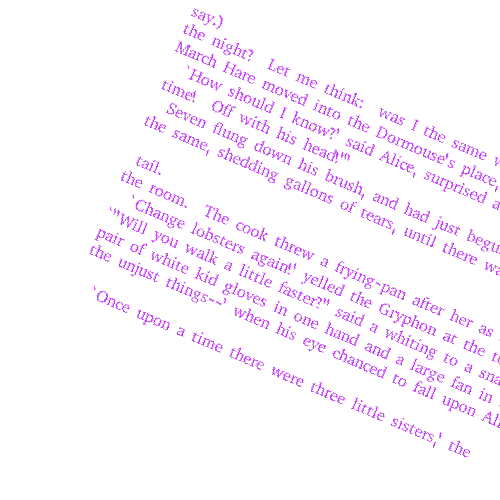 say.)
the night?  Let me think:  was I the same
March Hare moved into the Dormouse's place,
`How should I know?' said Alice, surprised
time!  Off with his head!"'
Seven flung down his brush, and had just begun
the same, shedding gallons of tears, until there
tail.
the room.  The cook threw a frying-pan after her as
`Change lobsters again!' yelled the Gryphon at the
`"Will you walk a little faster?" said a whiting to a
pair of white kid gloves in one hand and a large fan in
the unjust things--' when his eye chanced to fall upon
`Once upon a time there were three little sisters,' the